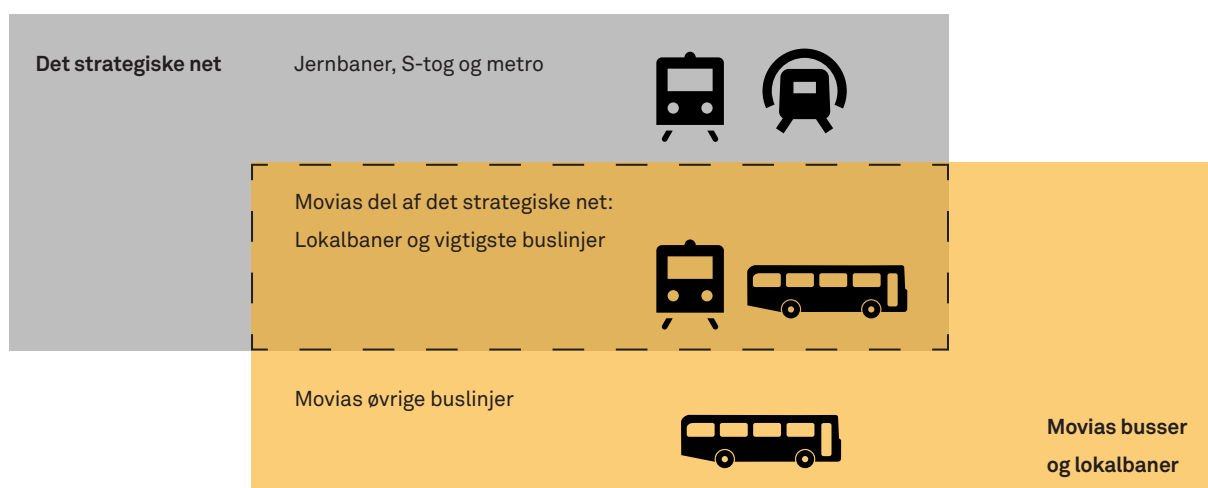 Det strategiske net
Jernbaner, S-tog og metro
Movias del af det strategiske net:
Lokalbaner og vigtigste buslinjer
Movias øvrige buslinjer
Movias busser
og lokalbaner